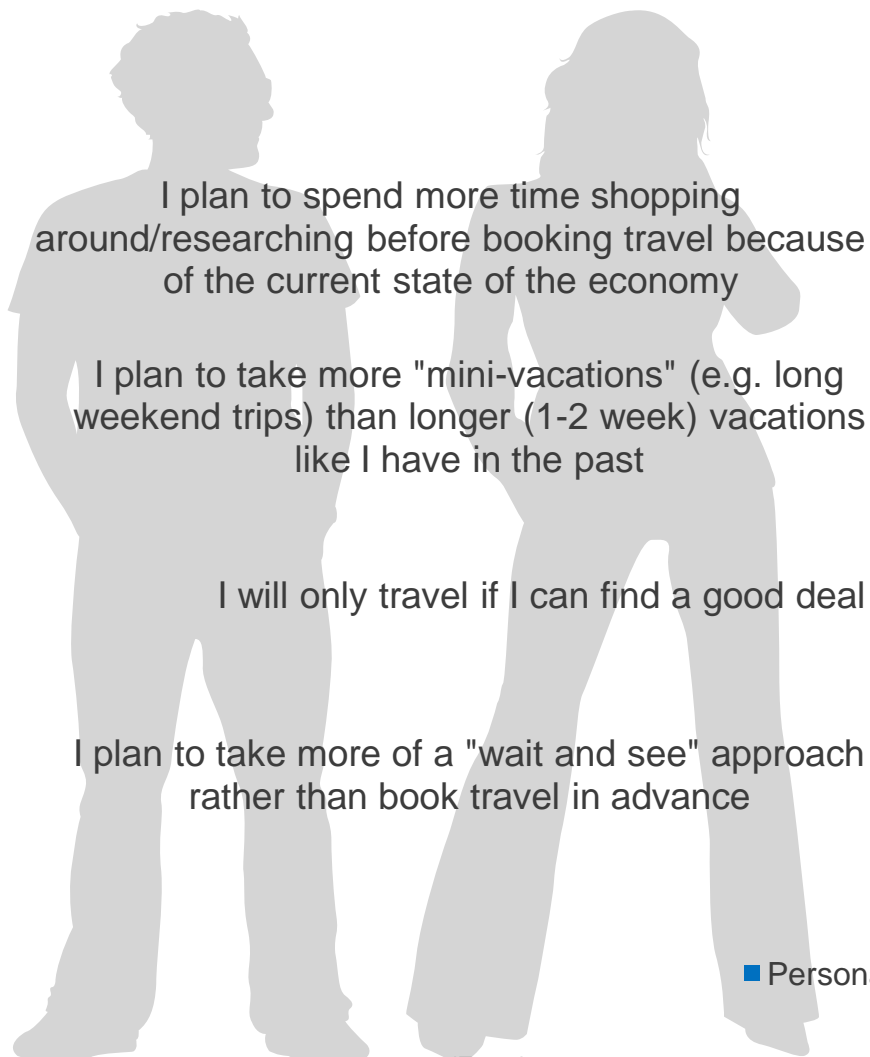 I plan to spend more time shopping
around/researching before booking travel because
of the current state of the economy
I plan to take more "mini-vacations" (e.g. long
weekend trips) than longer (1-2 week) vacations
like I have in the past
I will only travel if I can find a good deal
I plan to take more of a "wait and see" approach
rather than book travel in advance